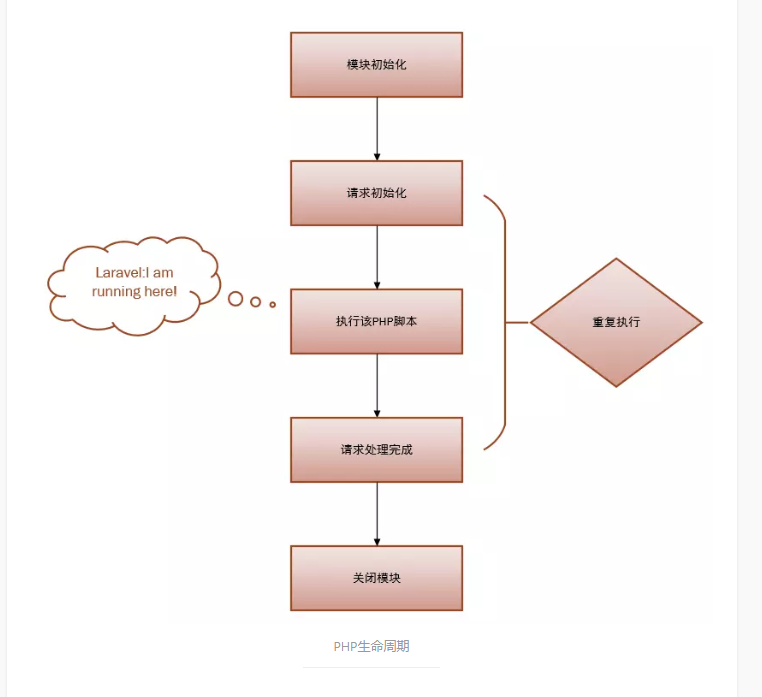 模块初始化
请求初始化
Laravel:I am
running here!
执行该PHP脚本
重复执行
请求处理完成
关闭模块
PHP生命周期